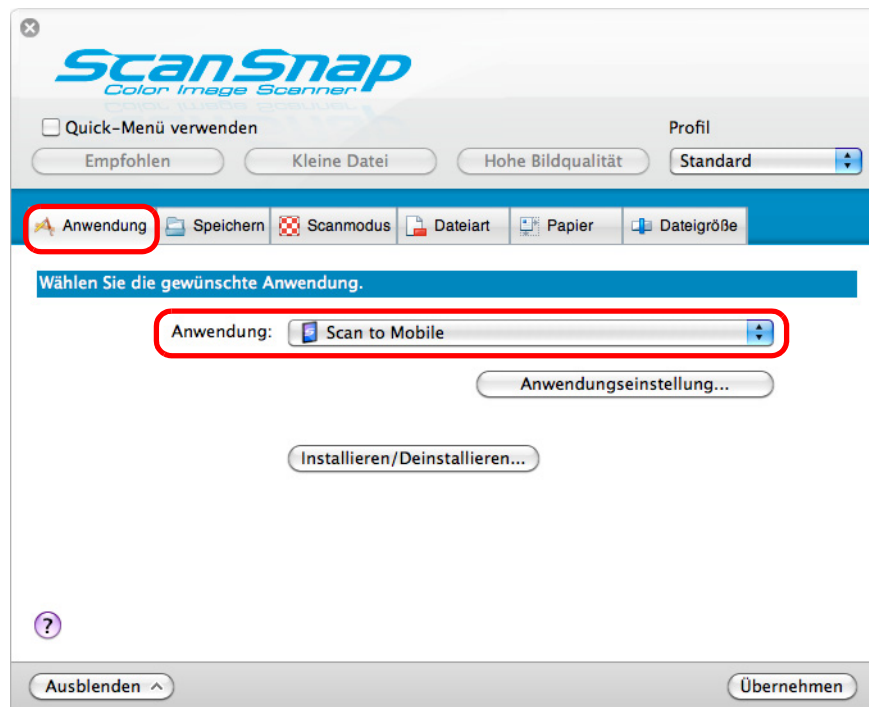 ScanSnap
Color Image Scanner
Quick-Menü verwenden
Profil
Empfohlen
Kleine Datei
Hohe Bildqualität
Standard
Anwendung
Speichern
Scanmodus
Dateiart
Papier
Dateigröße
Wählen Sie die gewünschte Anwendung.
Anwendung:
Scan to Mobile
Anwendungseinstellung...
Installieren/Deinstallieren...
?
Ausblenden
Übernehmen